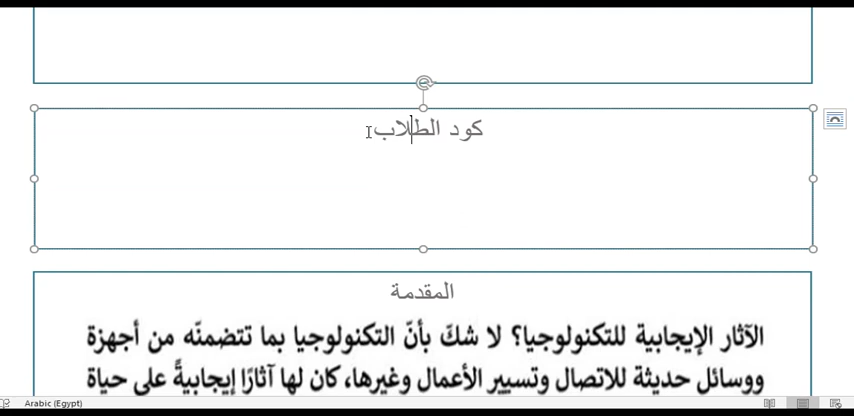 كود الطلاب
المقدمة
الآثار الإيجابية للتكنولوجيا؟ لا شكّ بأنّ التكنولوجيا بما تتضمنّه من أجهزة
ووسائل حديثة للاتصال وتسيير الأعمال وغيرها، كان لها آثارًا إيجابيةً على حياة
Arabic (Egypt)